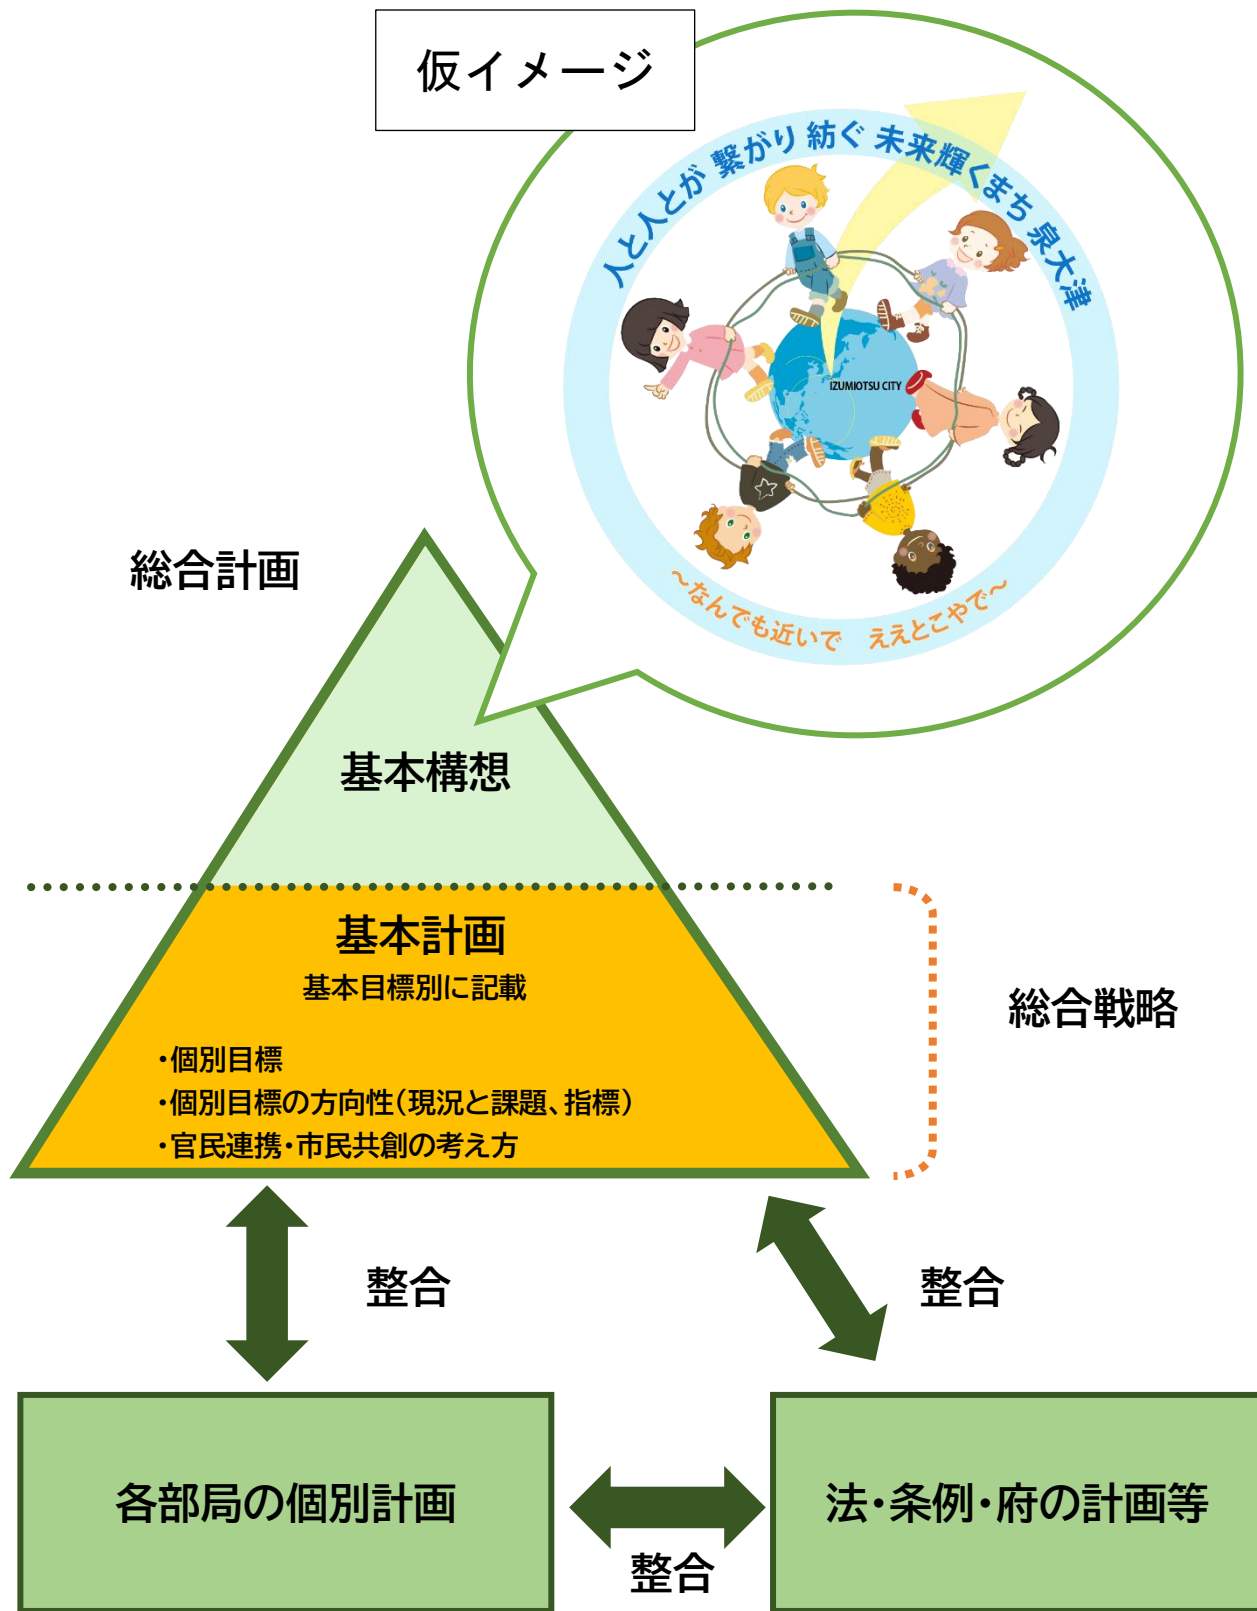 仮イメージ
人と人とが 繋がり 紡ぐ 未来輝くまち 泉大津
IZUMIOTSU CITY
～なんでも近いで　ええとこやで～
総合計画
基本構想
基本計画
基本目標別に記載
・個別目標
・個別目標の方向性（現況と課題、指標）
・官民連携・市民共創の考え方
総合戦略
整合
整合
各部局の個別計画
法・条例・府の計画等
整合